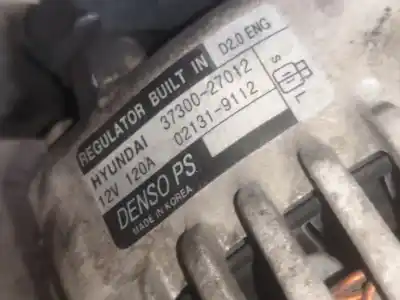 REGULATOR BUILT IN D2.0 ENG
HYUNDAI 37300-27012
12V 120A 02131-9112
S L
DENSO PS
MADE IN KOREA